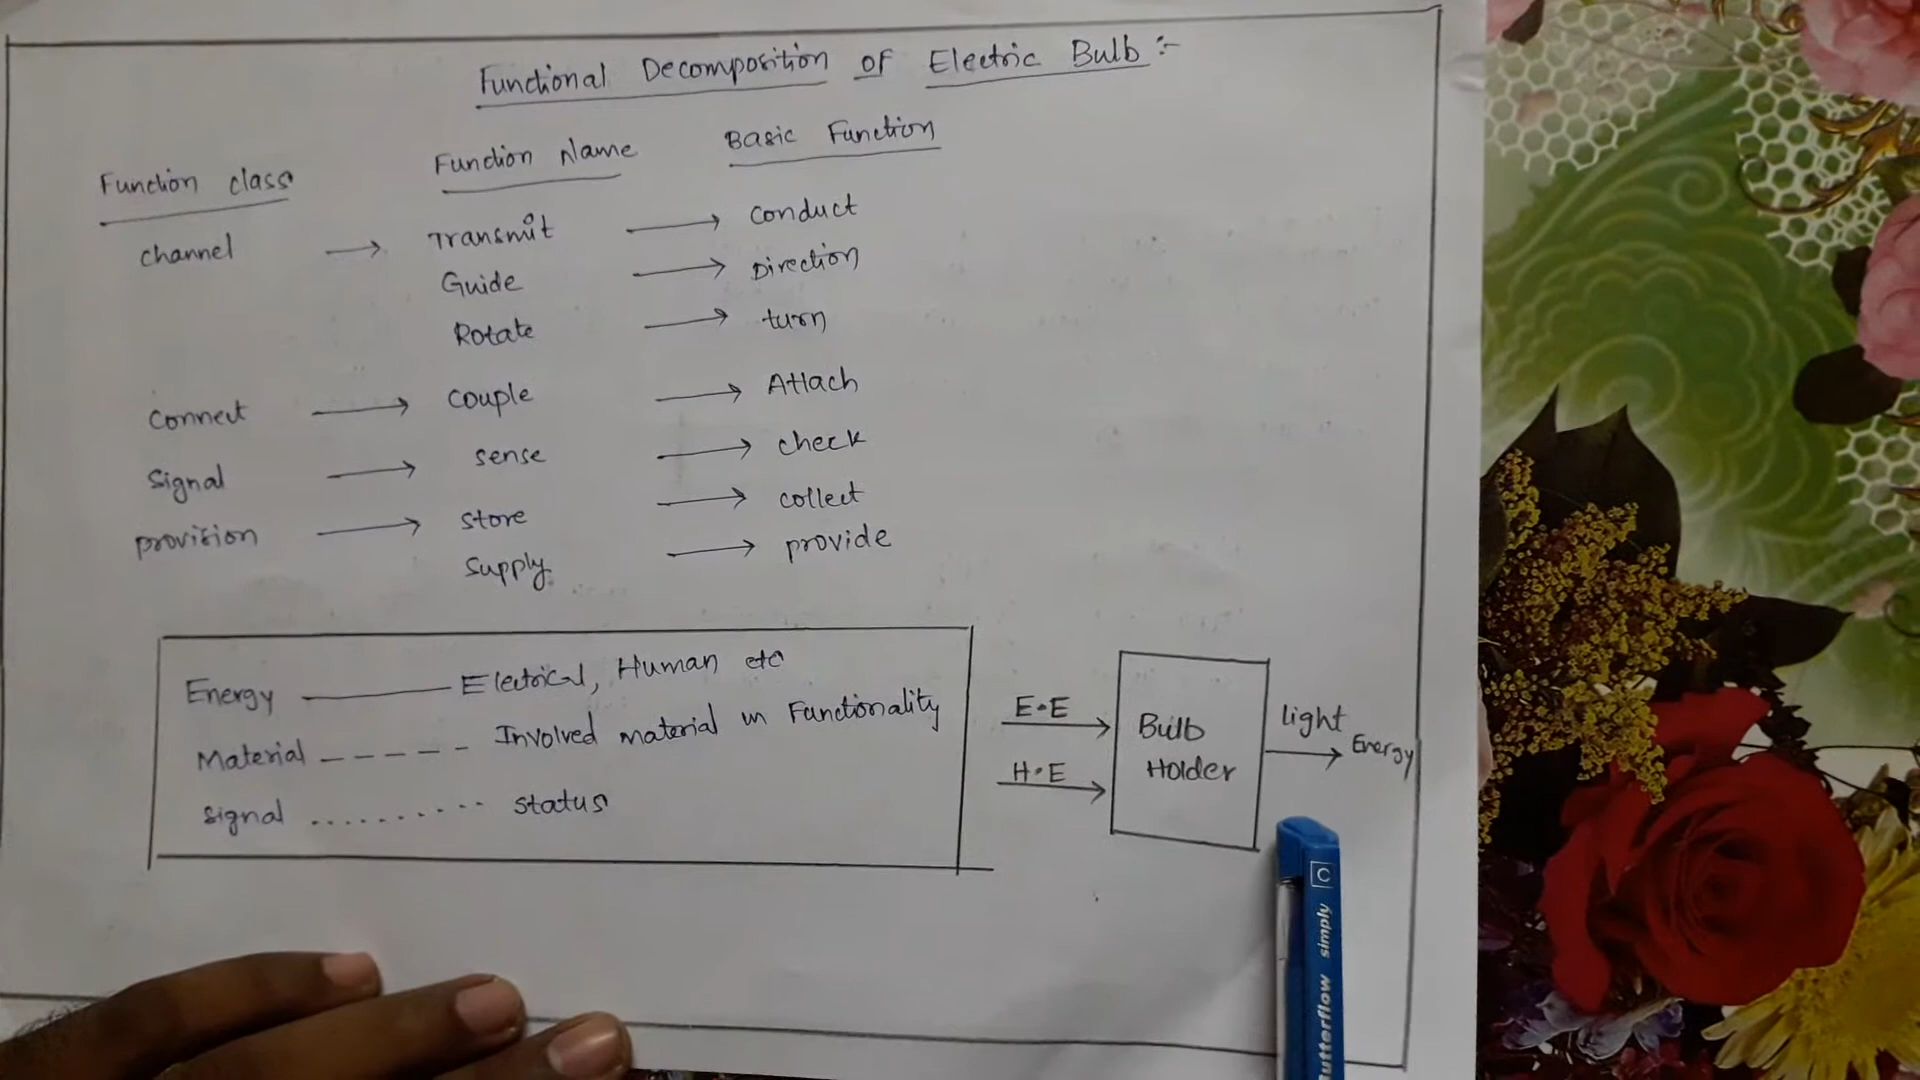 Functional Decomposition of Electric Bulb :-
Function class Function Name Basic Function
channel → Transmit → conduct
Guide → Direction
Rotate → turn
Connect → couple → Attach
Signal → sense → check
provision → store → collect
supply → provide
Energy ——— Electrical, Human etc
Material - - - - - Involved material in Functionality
signal ......... status
E.E
H.E
Bulb
Holder
light
Energy
Butterflow simply C